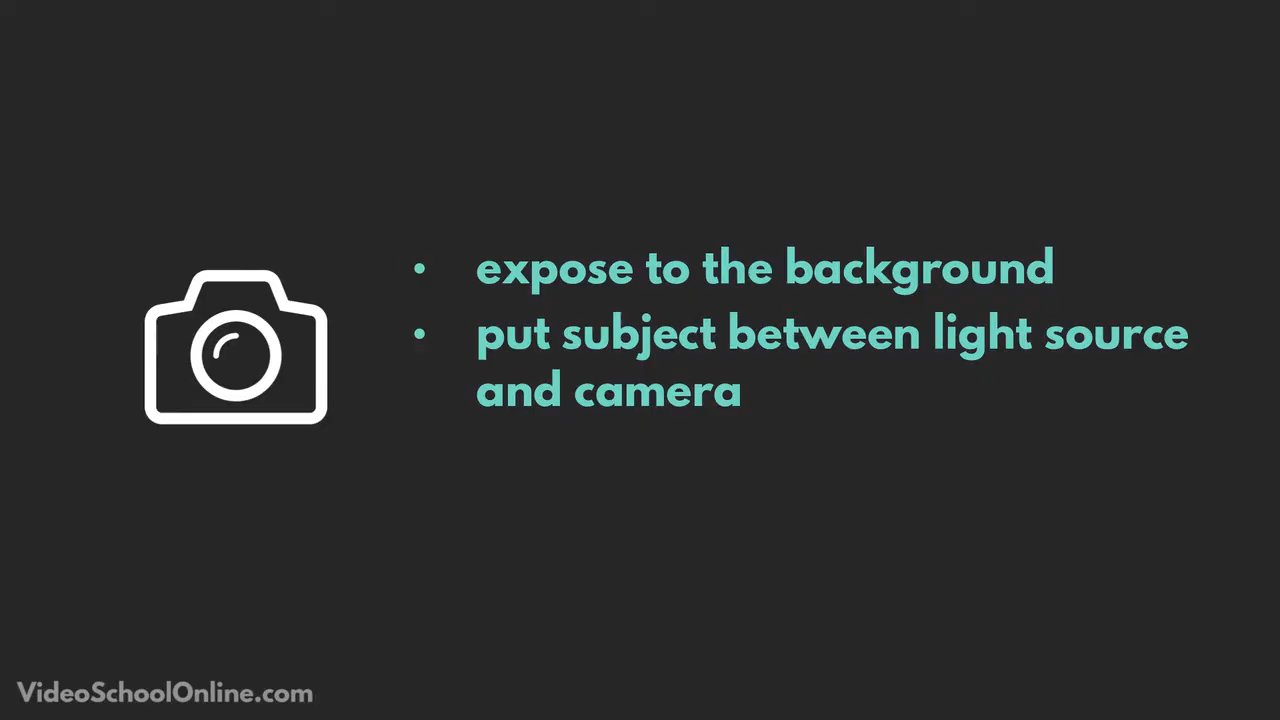 • expose to the background
• put subject between light source
and camera
VideoSchoolOnline.com